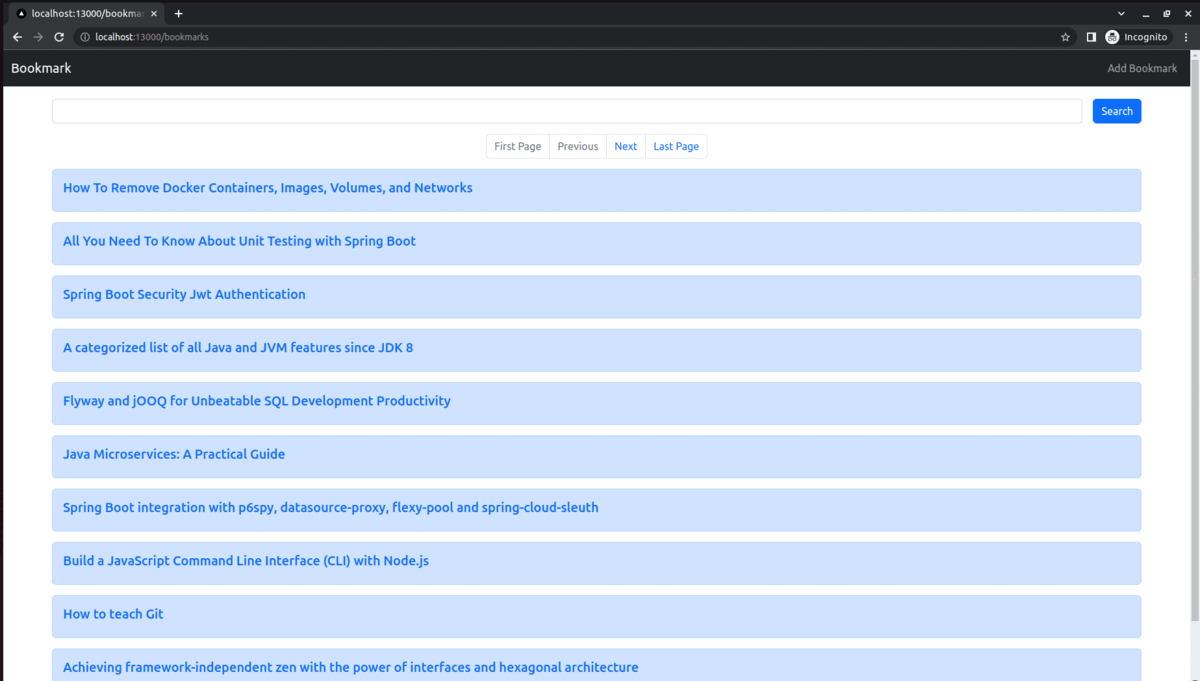 localhost:13000/bookmar
localhost:13000/bookmarks
Incognito
Bookmark
Add Bookmark
Search
First Page Previous Next Last Page
How To Remove Docker Containers, Images, Volumes, and Networks
All You Need To Know About Unit Testing with Spring Boot
Spring Boot Security Jwt Authentication
A categorized list of all Java and JVM features since JDK 8
Flyway and jOOQ for Unbeatable SQL Development Productivity
Java Microservices: A Practical Guide
Spring Boot integration with p6spy, datasource-proxy, flexy-pool and spring-cloud-sleuth
Build a JavaScript Command Line Interface (CLI) with Node.js
How to teach Git
Achieving framework-independent zen with the power of interfaces and hexagonal architecture